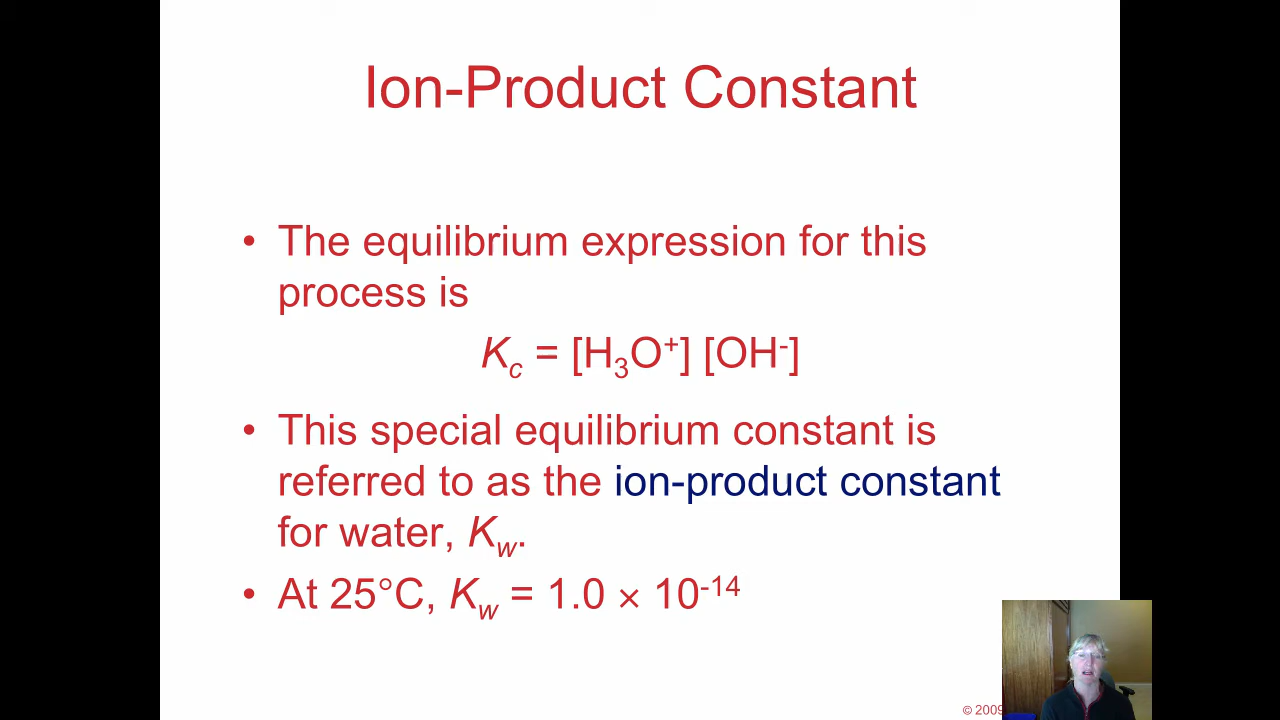 Ion-Product Constant
• The equilibrium expression for this
process is
Kc = [H3O+] [OH-]
• This special equilibrium constant is
referred to as the ion-product constant
for water, Kw.
• At 25°C, Kw = 1.0 × 10-14
© 2009